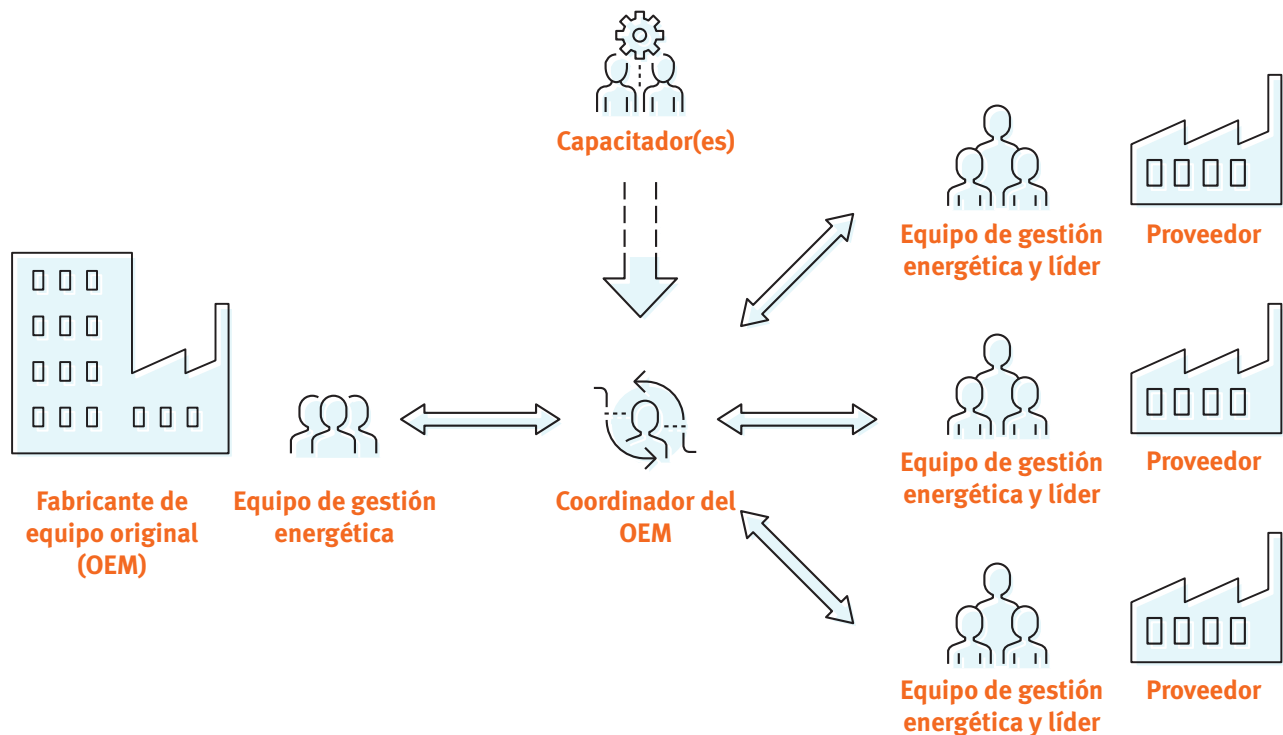 Capacitador(es)
Equipo de gestión
energética y líder
Proveedor
Equipo de gestión
energética y líder
Proveedor
Fabricante de
equipo original
(OEM)
Equipo de gestión
energética
Coordinador del
OEM
Equipo de gestión
energética y líder
Proveedor